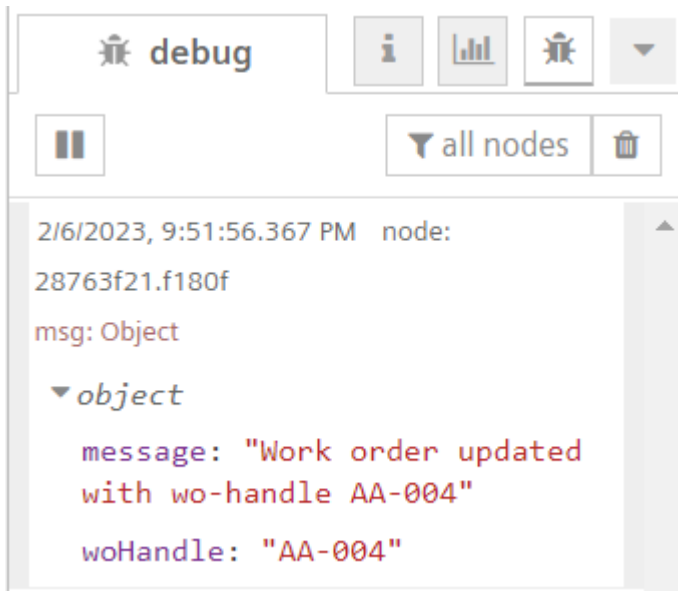 debug
i
all nodes
2/6/2023, 9:51:56.367 PM node:
28763f21.f180f
msg: Object
object
message: "Work order updated
with wo-handle AA-004"
woHandle: "AA-004"